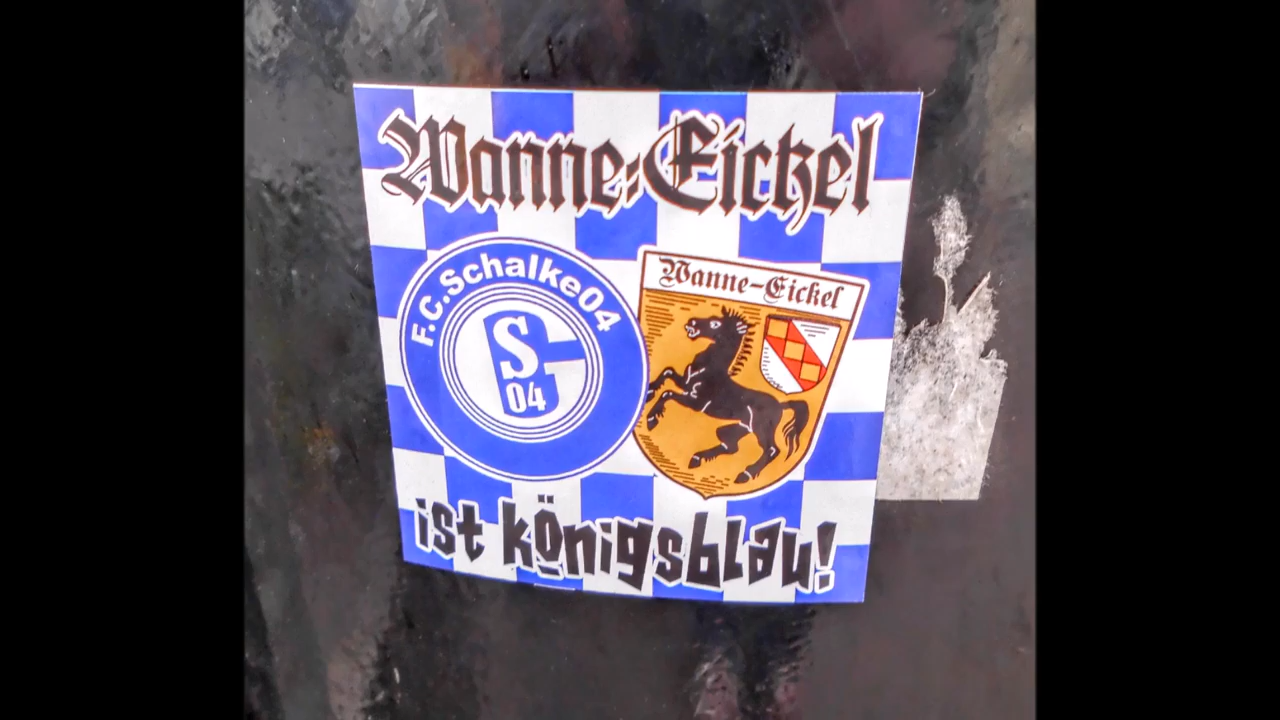 Wanne-Eickel
F.C.Schalke04
S
04
Wanne-Eickel
ist königsblau!